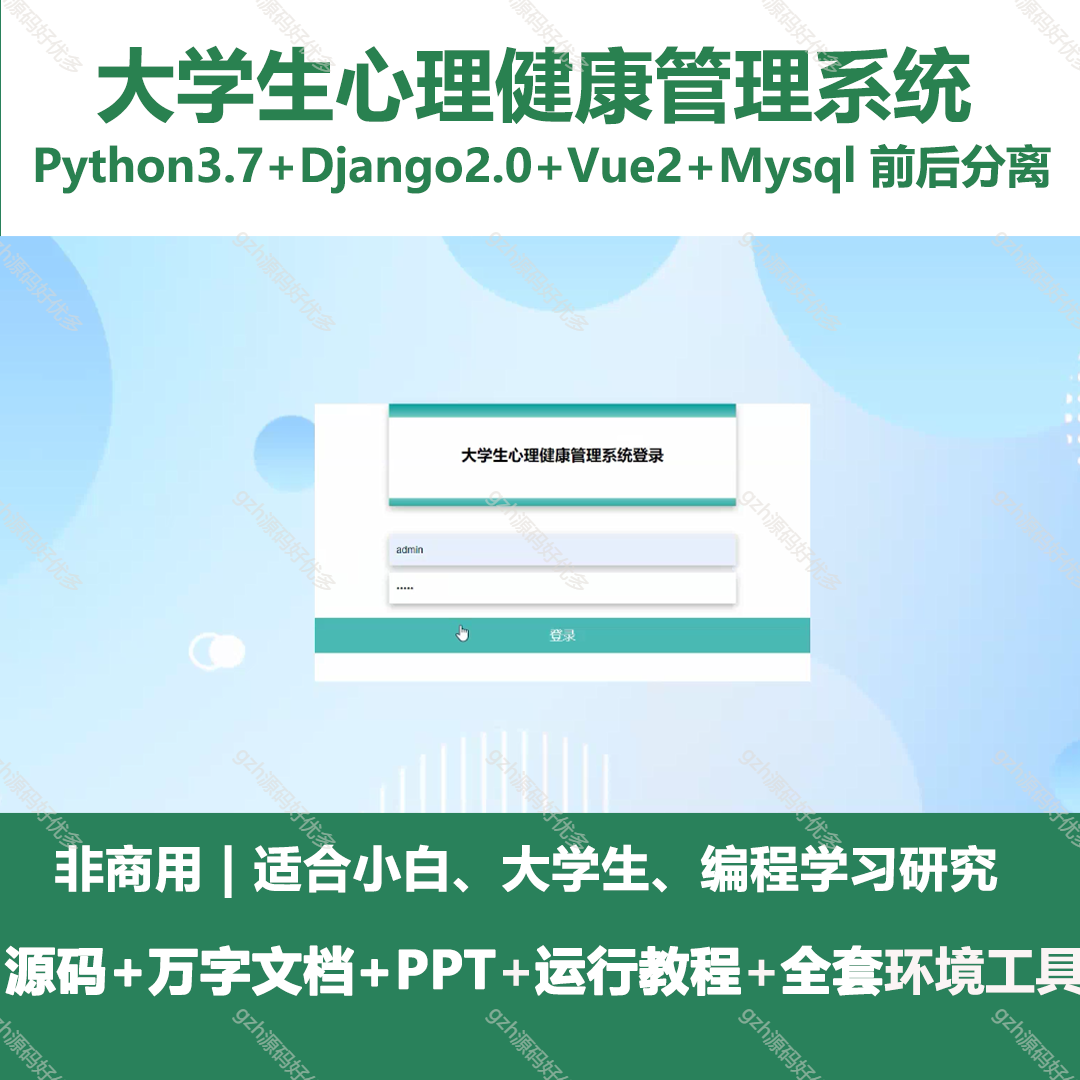 大学生心理健康管理系统
Python3.7+Django2.0+Vue2+Mysql 前后分离
大学生心理健康管理系统登录
admin
•••••
登录
非商用 | 适合小白、大学生、编程学习研究
源码+万字文档+PPT+运行教程+全套环境工具
gzh源码好优多